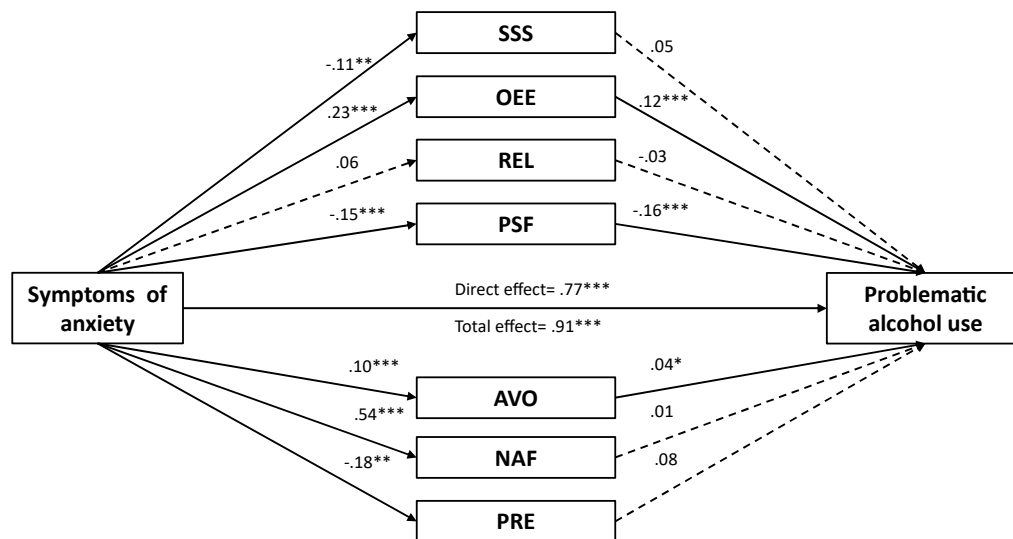 SSS
-.11**
.05
OEE
.23***
.12***
REL
.06
-.03
PSF
-.15***
-.16***
Symptoms of
anxiety
Direct effect= .77***
Total effect= .91***
Problematic
alcohol use
.10***
AVO
.04*
.54***
NAF
.01
-.18**
PRE
.08